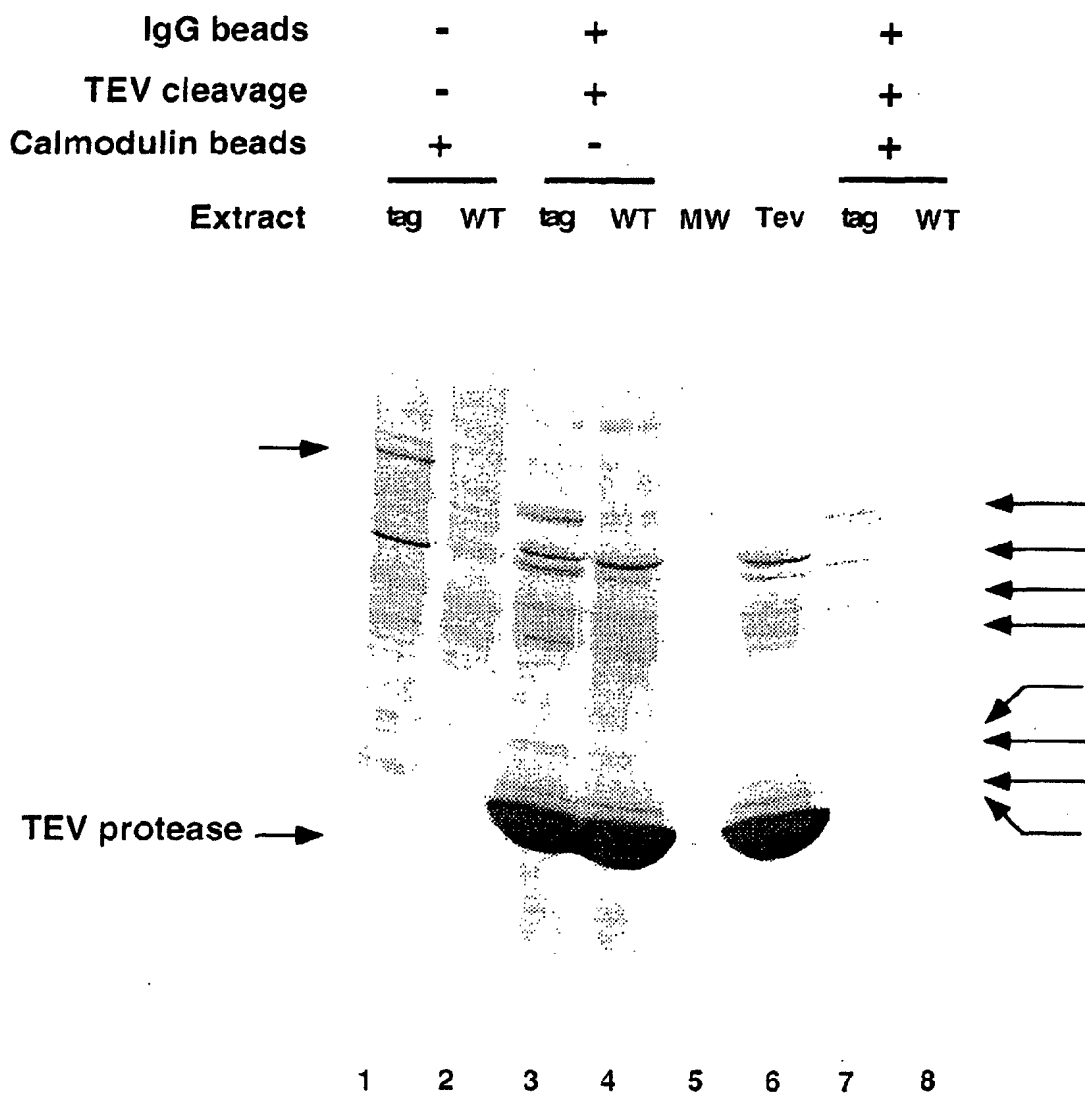 IgG beads - + +
TEV cleavage - + +
Calmodulin beads + - +
Extract tag WT tag WT MW Tev tag WT
TEV protease
1 2 3 4 5 6 7 8